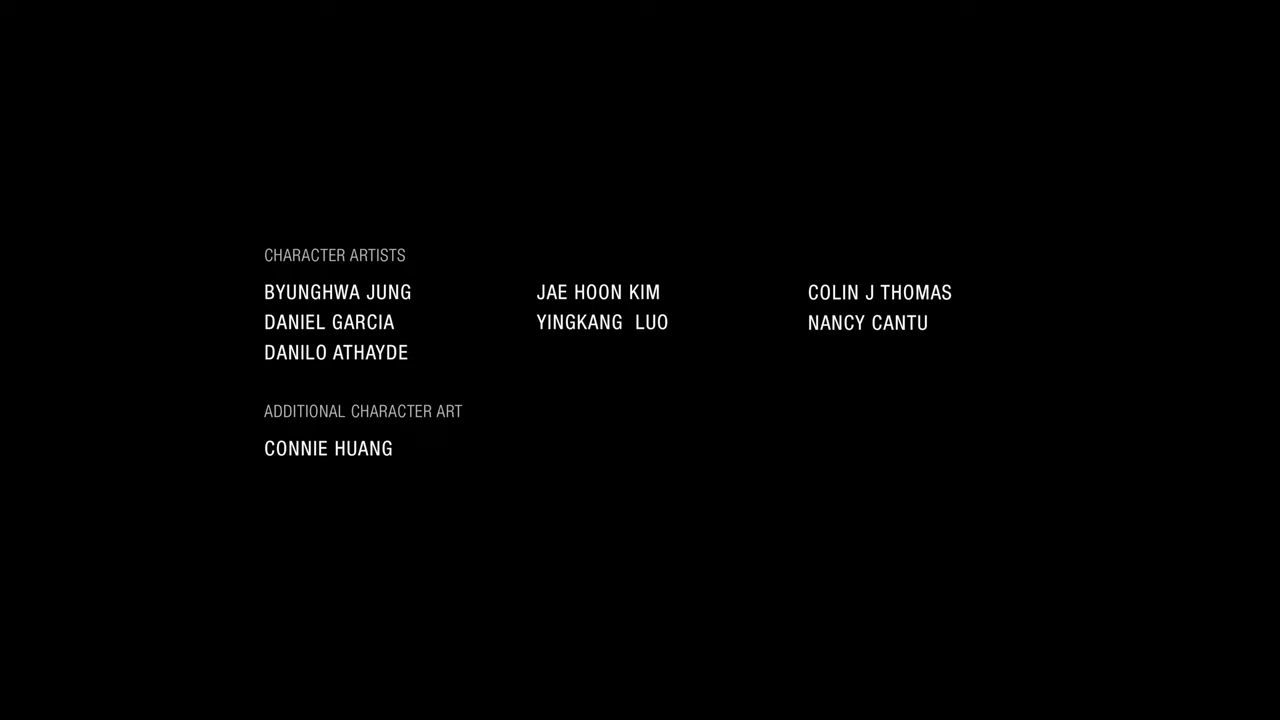 CHARACTER ARTISTS
BYUNGHWA JUNG JAE HOON KIM COLIN J THOMAS
DANIEL GARCIA YINGKANG  LUO NANCY CANTU
DANILO ATHAYDE
ADDITIONAL CHARACTER ART
CONNIE HUANG